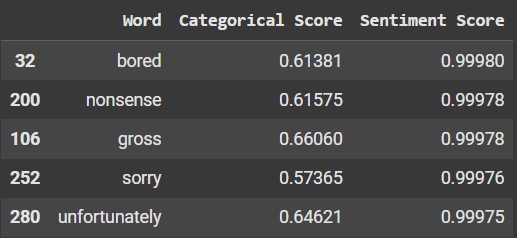 Word Categorical Score Sentiment Score
32 bored 0.61381 0.99980
200 nonsense 0.61575 0.99978
106 gross 0.66060 0.99978
252 sorry 0.57365 0.99976
280 unfortunately 0.64621 0.99975